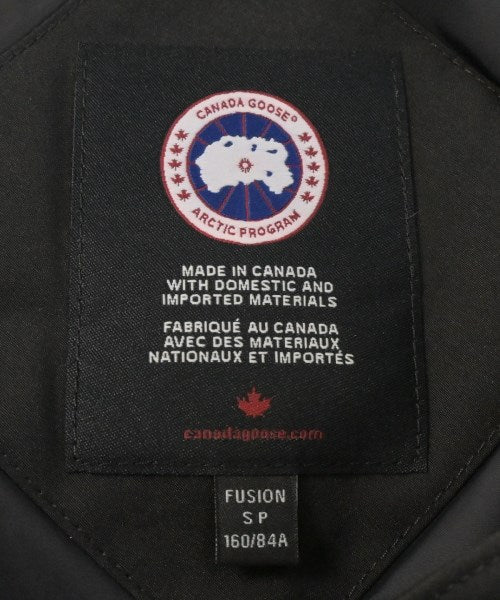 CANADA GOOSE®
ARCTIC PROGRAM
MADE IN CANADA
WITH DOMESTIC AND
IMPORTED MATERIALS
FABRIQUÉ AU CANADA
AVEC DES MATERIAUX
NATIONAUX ET IMPORTÉS
canadagoose.com
FUSION
S P
160/84A